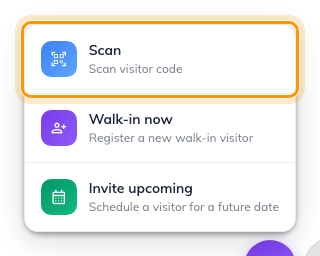 Scan
Scan visitor code
Walk-in now
Register a new walk-in visitor
Invite upcoming
Schedule a visitor for a future date